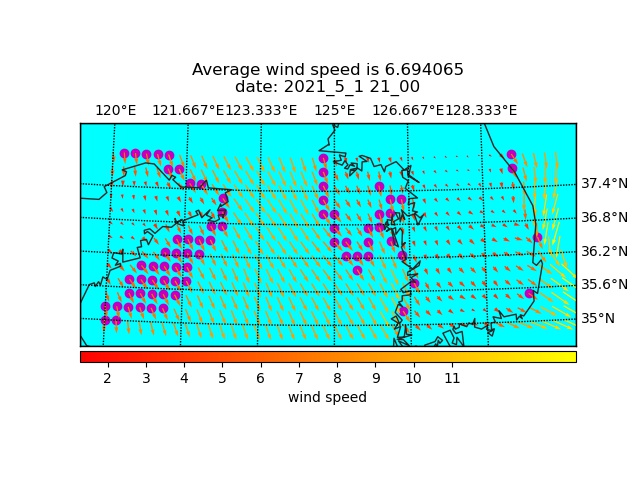 Average wind speed is 6.694065
date: 2021_5_1 21_00
120°E 121.667°E 123.333°E 125°E 126.667°E 128.333°E
37.4°N
36.8°N
36.2°N
35.6°N
35°N
2 3 4 5 6 7 8 9 10 11
wind speed